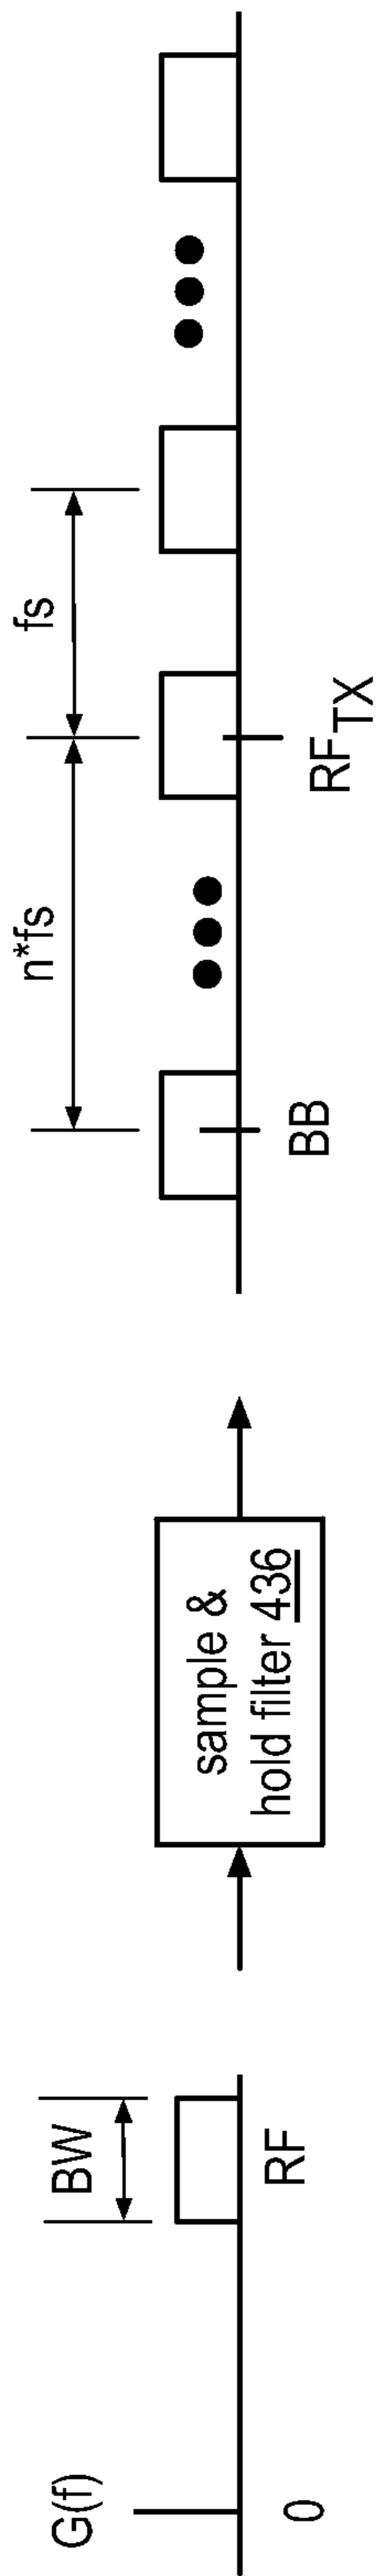 G(f)
BW
0
RF
sample &
hold filter 436
n*fs
fs
BB
RFTX